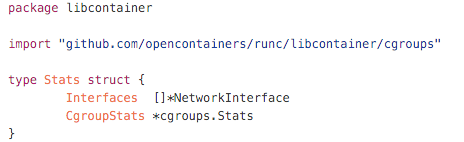 package libcontainer
import "github.com/opencontainers/runc/libcontainer/cgroups"
type Stats struct {
Interfaces []*NetworkInterface
CgroupStats *cgroups.Stats
}